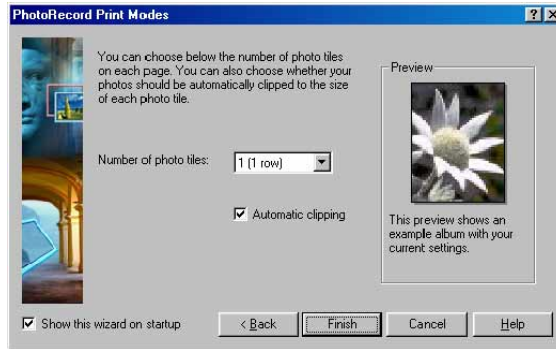 PhotoRecord Print Modes
You can choose below the number of photo tiles
on each page. You can also choose whether your
photos should be automatically clipped to the size
of each photo tile.
Number of photo tiles:
1 (1 row)
Automatic clipping
Preview
This preview shows an
example album with your
current settings.
Show this wizard on startup
< Back
Finish
Cancel
Help